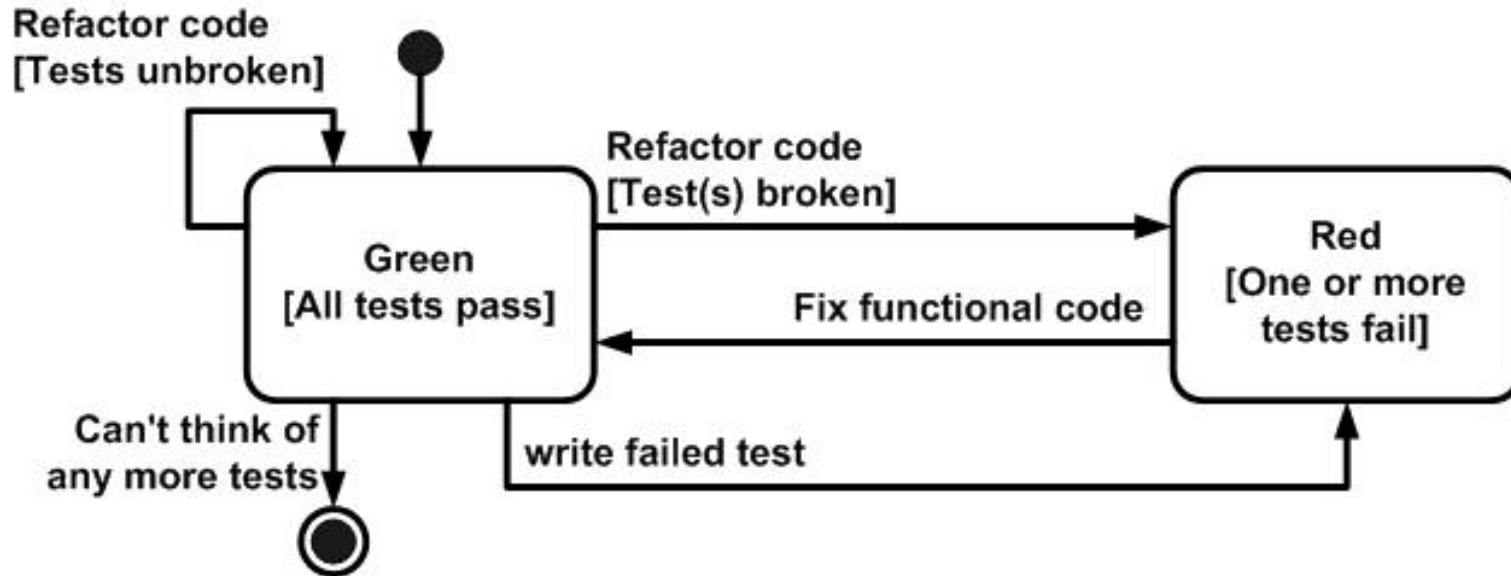 Refactor code
[Tests unbroken]
Refactor code
[Test(s) broken]
Green
[All tests pass]
Red
[One or more
tests fail]
Fix functional code
Can't think of
any more tests
write failed test